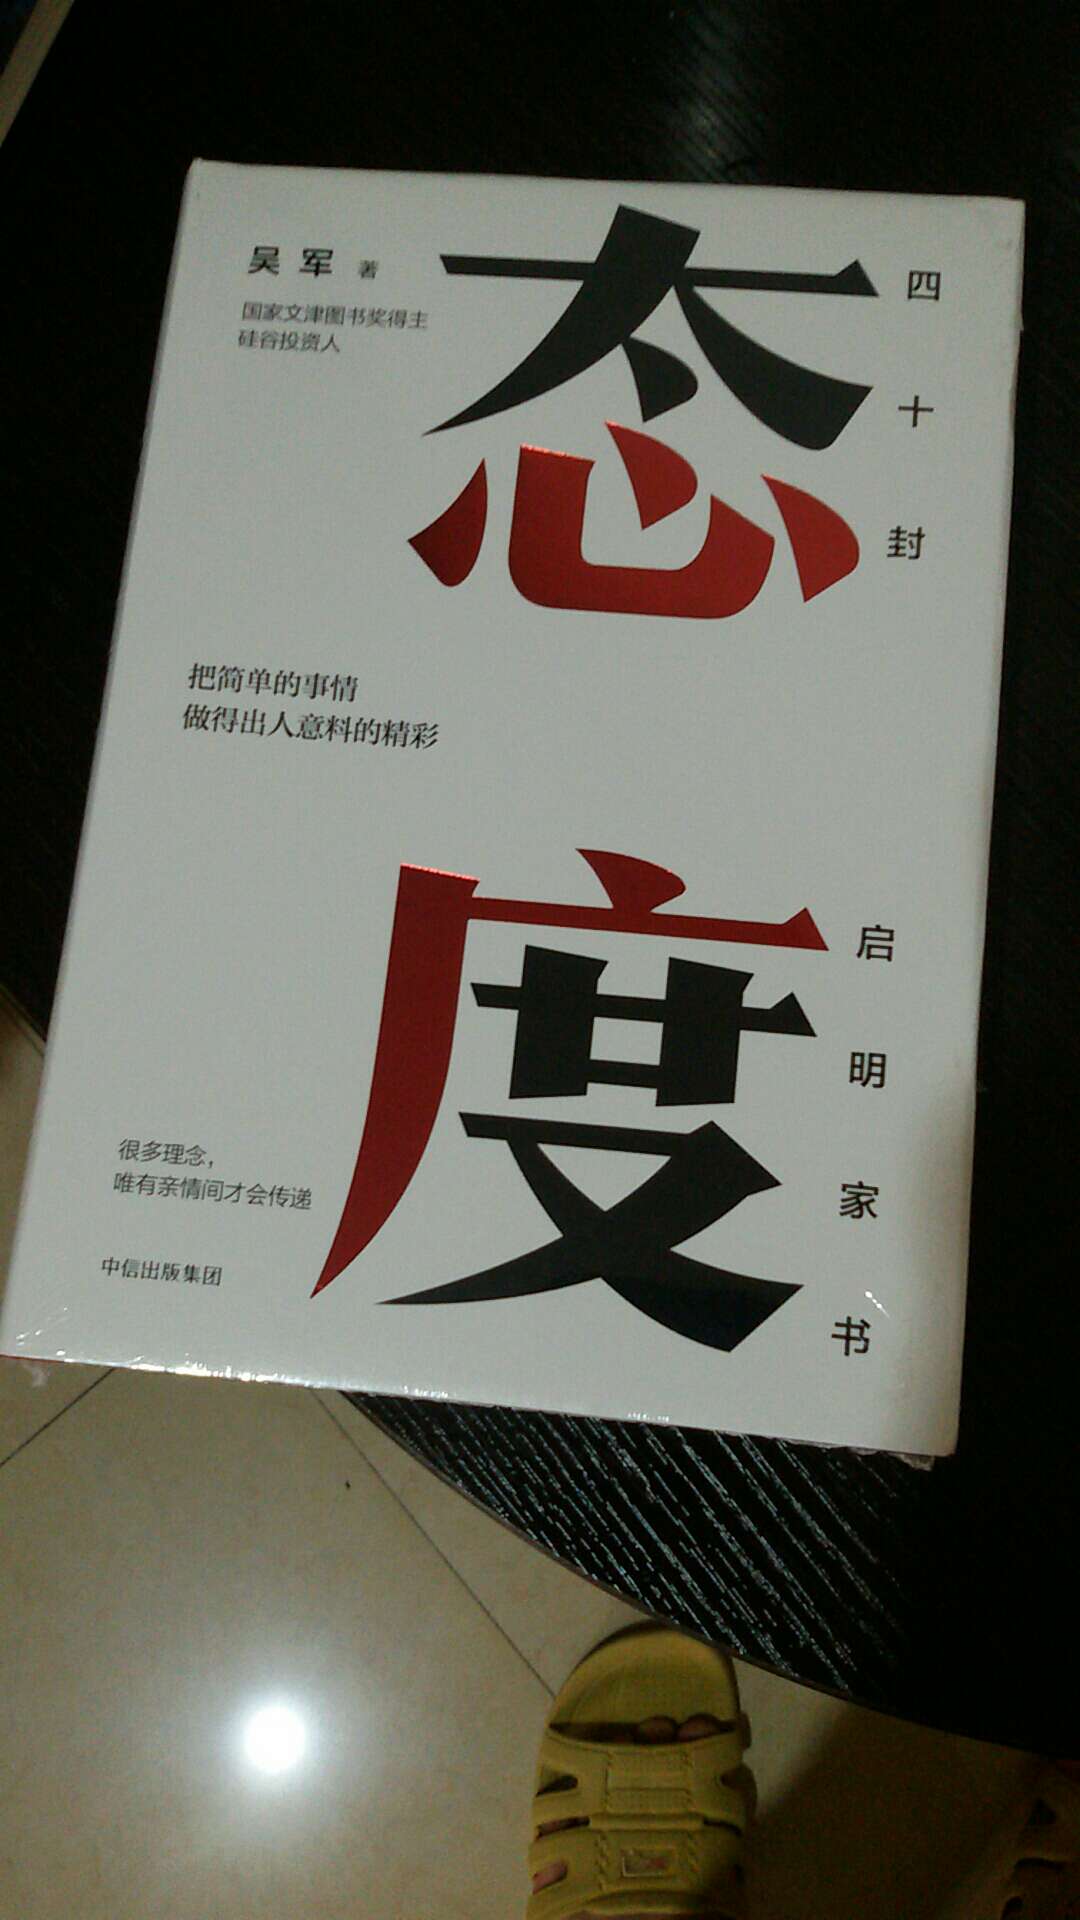 吴军 著
国家文津图书奖得主
硅谷投资人
态度
四十封
启明家书
把简单的事情
做得出人意料的精彩
很多理念，
唯有亲情间才会传递
中信出版集团